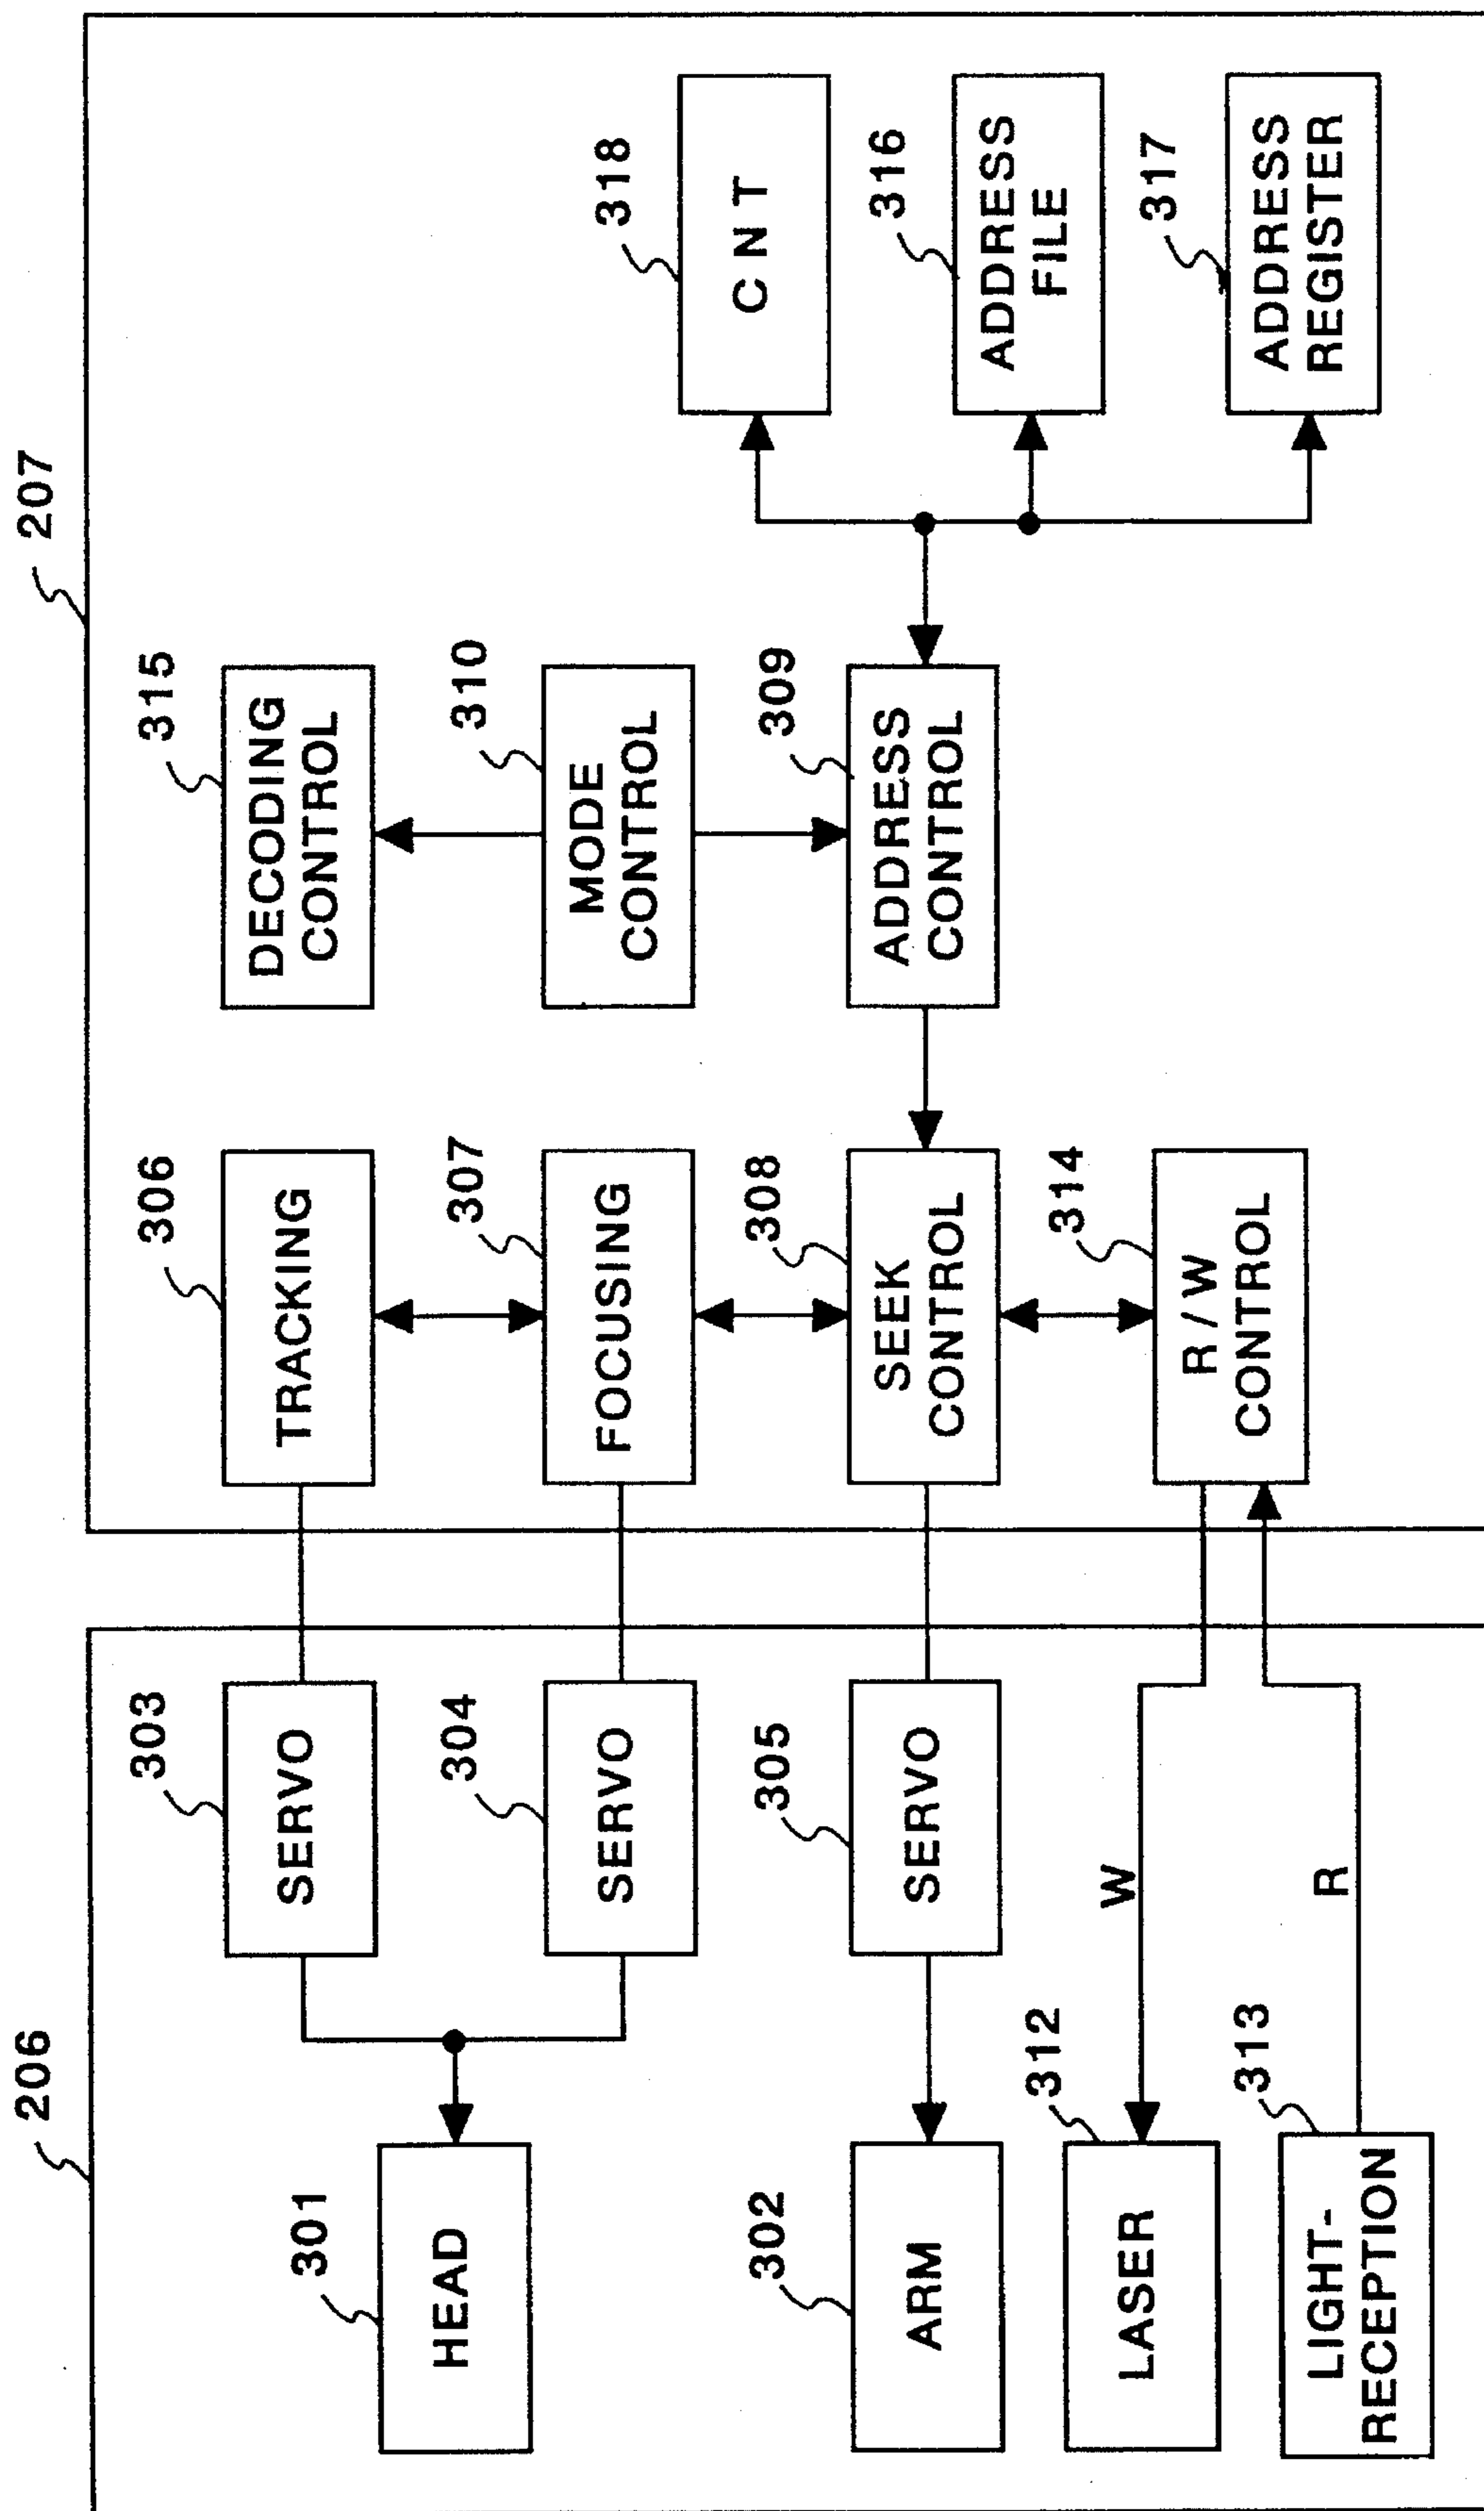 206
207
301
HEAD
303
SERVO
304
SERVO
306
TRACKING
307
FOCUSING
315
DECODING
CONTROL
310
MODE
CONTROL
302
ARM
305
SERVO
308
SEEK
CONTROL
309
ADDRESS
CONTROL
318
CNT
316
ADDRESS
FILE
317
ADDRESS
REGISTER
312
LASER
W
314
R/W
CONTROL
313
LIGHT-
RECEPTION
R